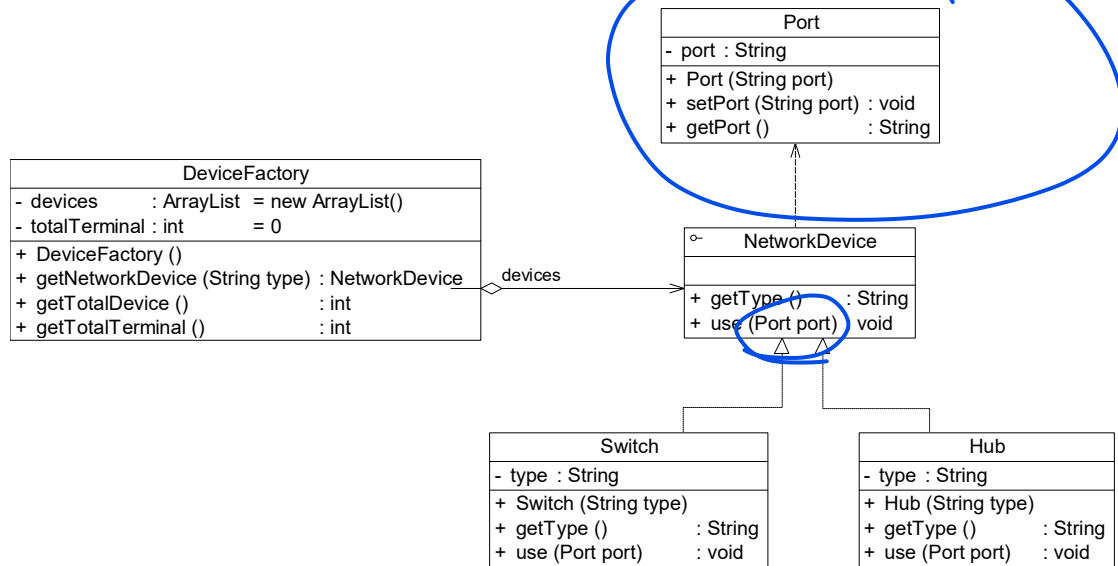 Port
- port : String
+ Port (String port)
+ setPort (String port) : void
+ getPort () : String
DeviceFactory
- devices : ArrayList = new ArrayList()
- totalTerminal : int = 0
+ DeviceFactory ()
+ getNetworkDevice (String type) : NetworkDevice
+ getTotalDevice () : int
+ getTotalTerminal () : int
devices
NetworkDevice
+ getType () : String
+ use (Port port) void
Switch
- type : String
+ Switch (String type)
+ getType () : String
+ use (Port port) : void
Hub
- type : String
+ Hub (String type)
+ getType () : String
+ use (Port port) : void